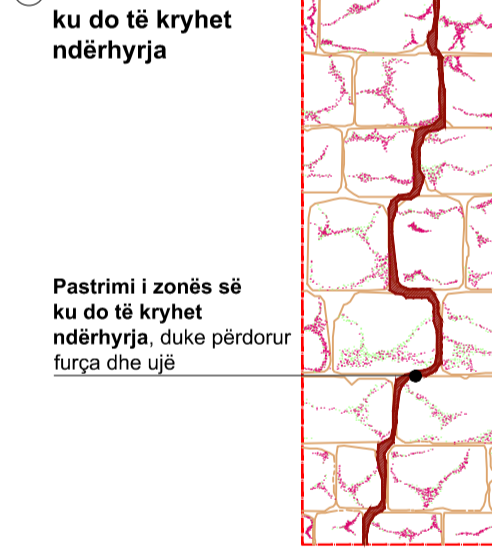 ku do të kryhet
ndërhyrja
Pastrimi i zonës së
ku do të kryhet
ndërhyrja, duke përdorur
furça dhe ujë